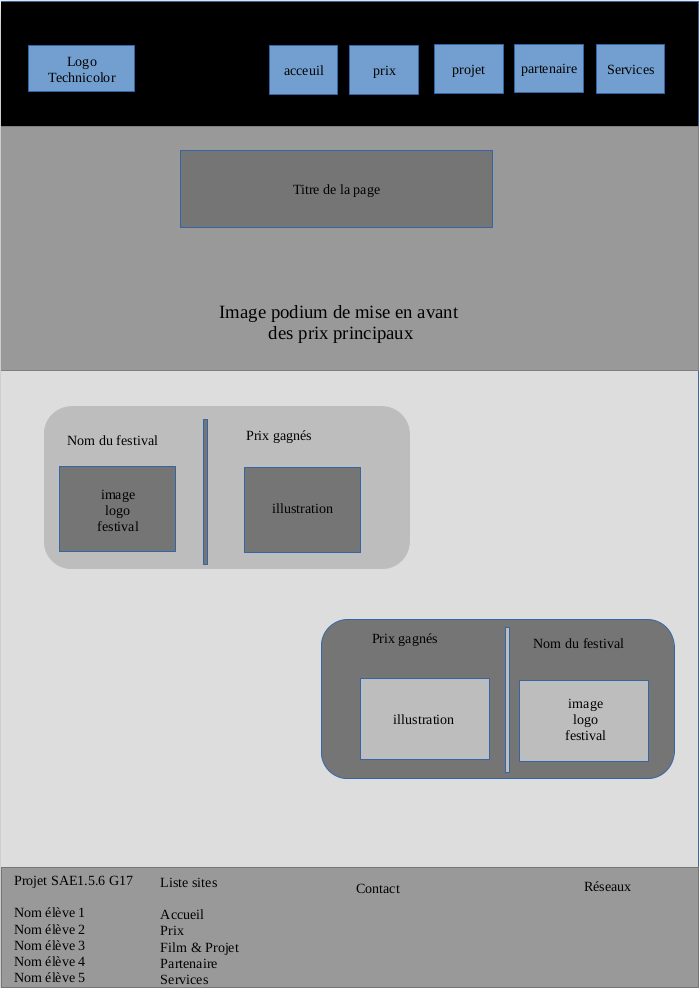 Logo
Technicolor
acceuil
prix
projet
partenaire
Services
Titre de la page
Image podium de mise en avant
des prix principaux
Nom du festival
image
logo
festival
Prix gagnés
illustration
Prix gagnés
illustration
Nom du festival
image
logo
festival
Projet SAE1.5.6 G17
Nom élève 1
Nom élève 2
Nom élève 3
Nom élève 4
Nom élève 5
Liste sites
Accueil
Prix
Film & Projet
Partenaire
Services
Contact
Réseaux